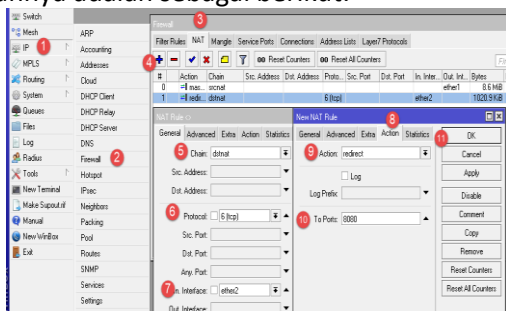 nya adalah sebagai berikut.
Switch
Mesh
IP
MPLS
Routing
System
Queues
Files
Log
Radius
Tools
New Terminal
Make Supout.rif
Manual
New WinBox
Exit
1
ARP
Accounting
Addresses
Cloud
DHCP Client
DHCP Relay
DHCP Server
DNS
Firewall
2
Hotspot
IPsec
Neighbors
Packing
Pool
Routes
SNMP
Services
Settings
Firewall
3
Filter Rules NAT Mangle Service Ports Connections Address Lists Layer7 Protocols
4
00 Reset Counters 00 Reset All Counters
# Action Chain Src. Address Dst. Address Proto... Src. Port Dst. Port In. Inter... Out. Int... Bytes
0 mas... srcnat ether1 8.6 MiB
1 redir... dstnat 6 (tcp) ether2 1020.9 KiB
NAT Rule <>
General Advanced Extra Action Statistics
5
Chain: dstnat
Src. Address:
Dst. Address:
6
Protocol: 6 (tcp)
Src. Port:
Dst. Port:
Any. Port:
7
In. Interface: ether2
Out. Interface:
New NAT Rule
8
General Advanced Extra Action Statistics
9
Action: redirect
Log
Log Prefix:
10
To Ports: 8080
11
OK
Cancel
Apply
Disable
Comment
Copy
Remove
Reset Counters
Reset All Counters